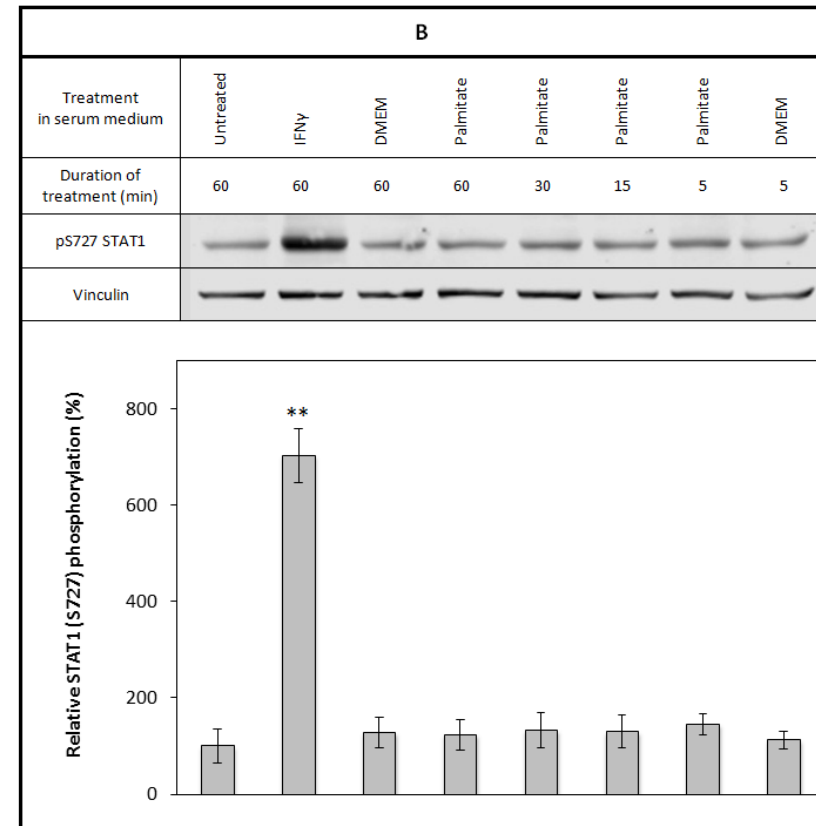 B
Treatment
in serum medium
Untreated
IFNγ
DMEM
Palmitate
Palmitate
Palmitate
Palmitate
DMEM
Duration of
treatment (min)
60 60 60 60 30 15 5 5
pS727 STAT1
Vinculin
Relative STAT1 (S727) phosphorylation (%)
800
600
400
200
0
**